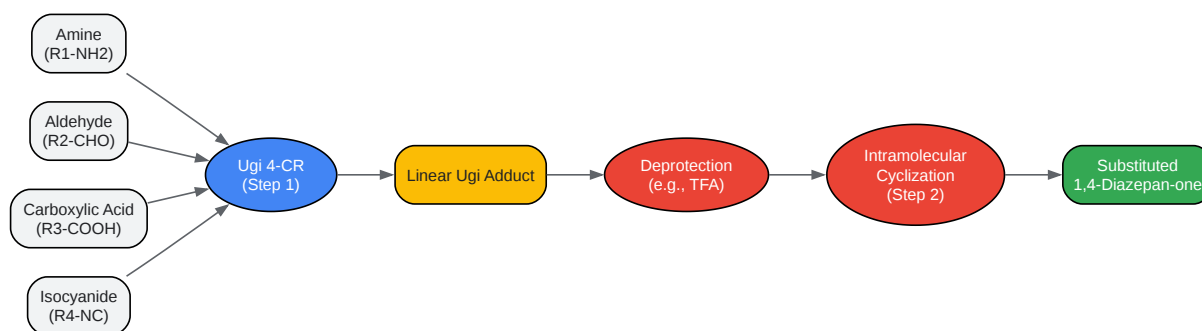 Amine
(R1-NH2)
Aldehyde
(R2-CHO)
Carboxylic Acid
(R3-COOH)
Isocyanide
(R4-NC)
Ugi 4-CR
(Step 1)
Linear Ugi Adduct
Deprotection
(e.g., TFA)
Intramolecular
Cyclization
(Step 2)
Substituted
1,4-Diazepan-one